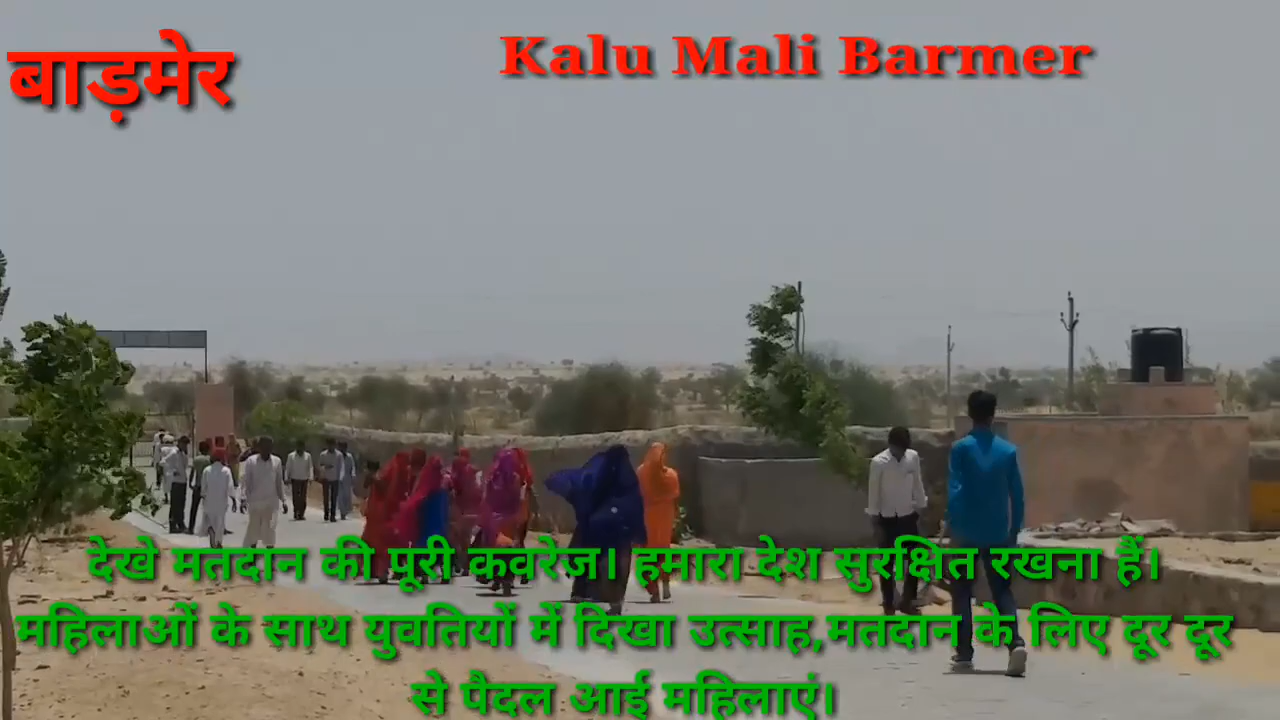 बाड़मेर
Kalu Mali Barmer
देखे मतदान की पूरी कवरेज। हमारा देश सुरक्षित रखना हैं।
महिलाओं के साथ युवतियों में दिखा उत्साह,मतदान के लिए दूर दूर
से पैदल आई महिलाएं।